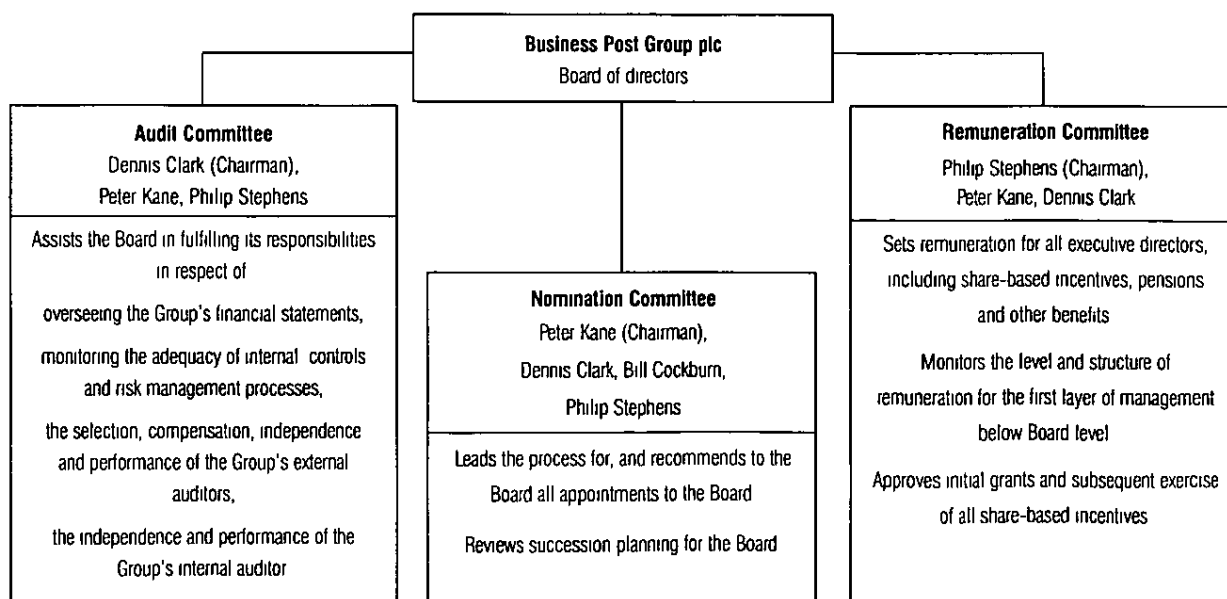 Business Post Group plc
Board of directors
Audit Committee
Dennis Clark (Chairman),
Peter Kane, Philip Stephens
Assists the Board in fulfilling its responsibilities
in respect of
overseeing the Group's financial statements,
monitoring the adequacy of internal controls
and risk management processes,
the selection, compensation, independence
and performance of the Group's external
auditors,
the independence and performance of the
Group's internal auditor
Nomination Committee
Peter Kane (Chairman),
Dennis Clark, Bill Cockburn,
Philip Stephens
Leads the process for, and recommends to the
Board all appointments to the Board
Reviews succession planning for the Board
Remuneration Committee
Philip Stephens (Chairman),
Peter Kane, Dennis Clark
Sets remuneration for all executive directors,
including share-based incentives, pensions
and other benefits
Monitors the level and structure of
remuneration for the first layer of management
below Board level
Approves initial grants and subsequent exercise
of all share-based incentives